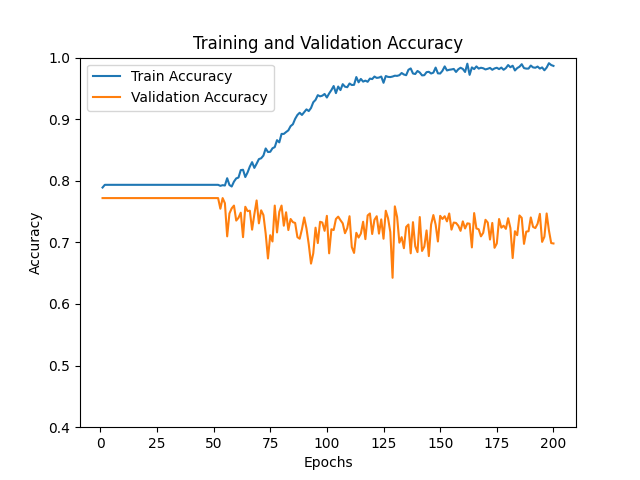 Training and Validation Accuracy
Train Accuracy
Validation Accuracy
1.0
0.9
0.8
0.7
0.6
0.5
0.4
Accuracy
0 25 50 75 100 125 150 175 200
Epochs